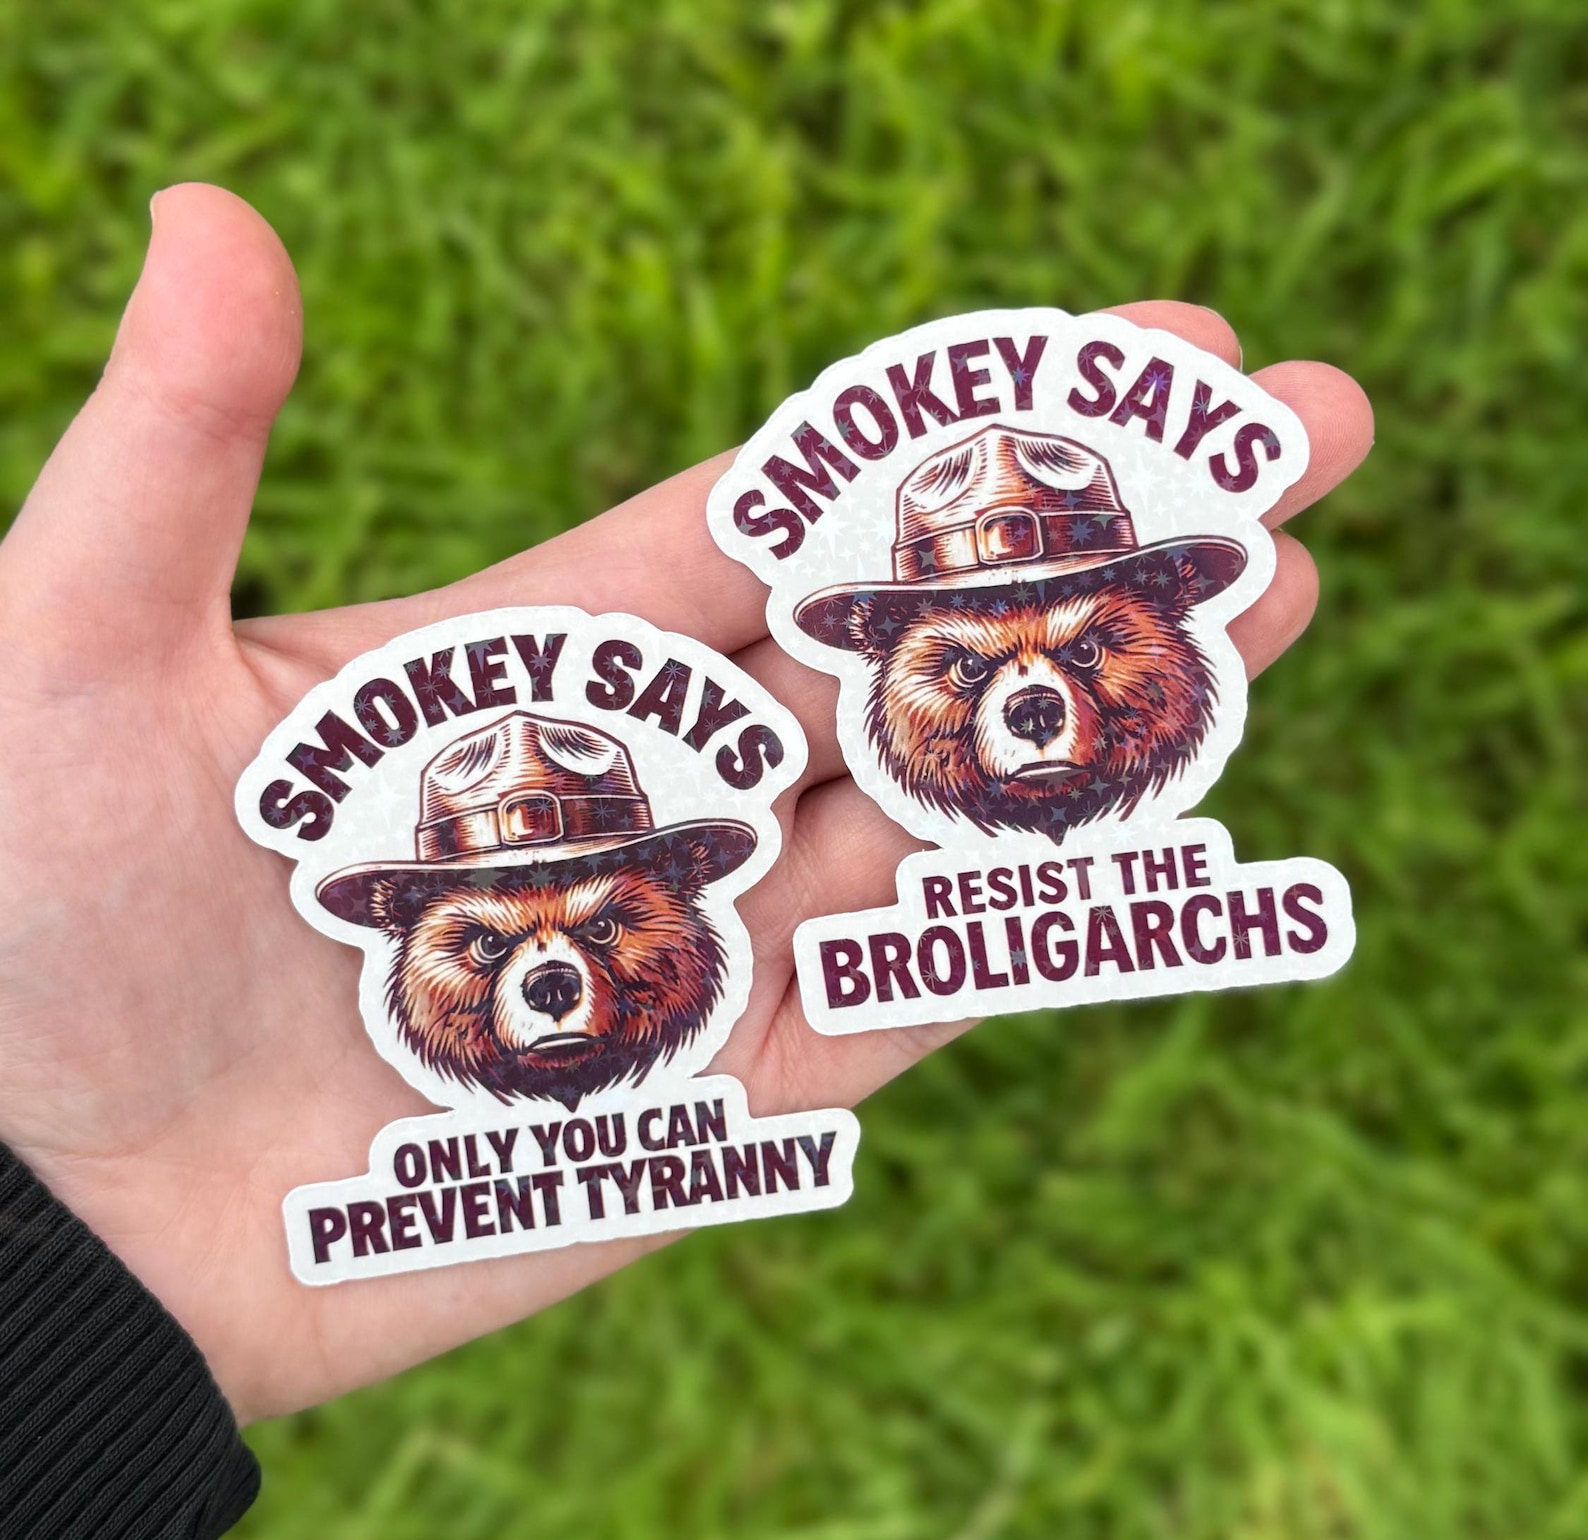 SMOKEY SAYS
ONLY YOU CAN
PREVENT TYRANNY
SMOKEY SAYS
RESIST THE
BROLIGARCHS